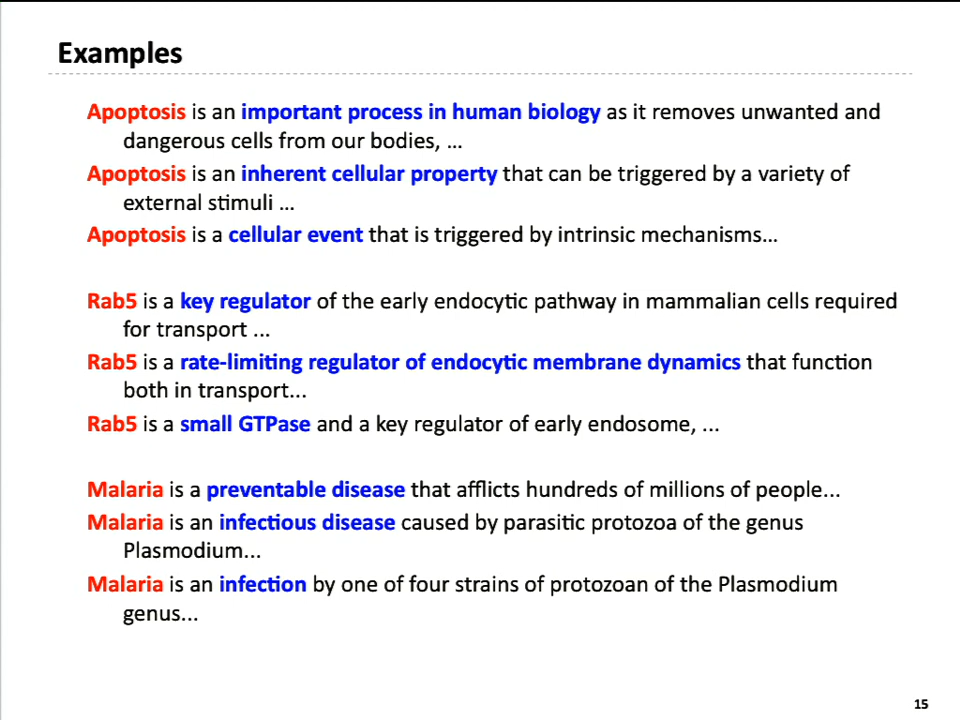 Examples
Apoptosis is an important process in human biology as it removes unwanted and
dangerous cells from our bodies, ...
Apoptosis is an inherent cellular property that can be triggered by a variety of
external stimuli ...
Apoptosis is a cellular event that is triggered by intrinsic mechanisms...
Rab5 is a key regulator of the early endocytic pathway in mammalian cells required
for transport ...
Rab5 is a rate-limiting regulator of endocytic membrane dynamics that function
both in transport...
Rab5 is a small GTPase and a key regulator of early endosome, ...
Malaria is a preventable disease that afflicts hundreds of millions of people...
Malaria is an infectious disease caused by parasitic protozoa of the genus
Plasmodium...
Malaria is an infection by one of four strains of protozoan of the Plasmodium
genus...
15